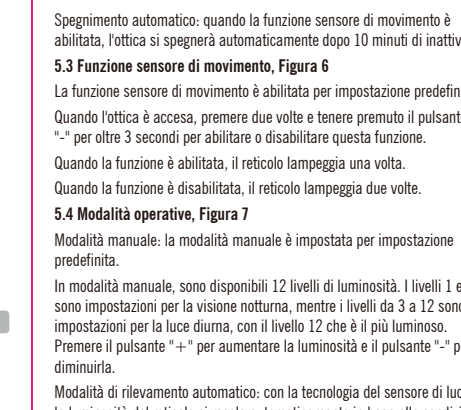 Spegnimento automatico: quando la funzione sensore di movimento è
abilitata, l'ottica si spegnerà automaticamente dopo 10 minuti di
5.3 Funzione sensore di movimento, Figura 6
La funzione sensore di movimento è abilitata per impostazione
Quando l'ottica è accesa, premere due volte e tenere premuto il
"-" per oltre 3 secondi per abilitare o disabilitare questa funzione.
Quando la funzione è abilitata, il reticolo lampeggia una volta.
Quando la funzione è disabilitata, il reticolo lampeggia due volte.
5.4 Modalità operative, Figura 7
Modalità manuale: la modalità manuale è impostata per impostazione
predefinita.
In modalità manuale, sono disponibili 12 livelli di luminosità. I livelli 1 e
sono impostazioni per la visione notturna, mentre i livelli da 3 a 12
impostazioni per la luce diurna, con il livello 12 che è il più luminoso.
Premere il pulsante "+" per aumentare la luminosità e il pulsante "-"
diminuirla.
Modalità di rilevamento automatico: con la tecnologia del sensore di